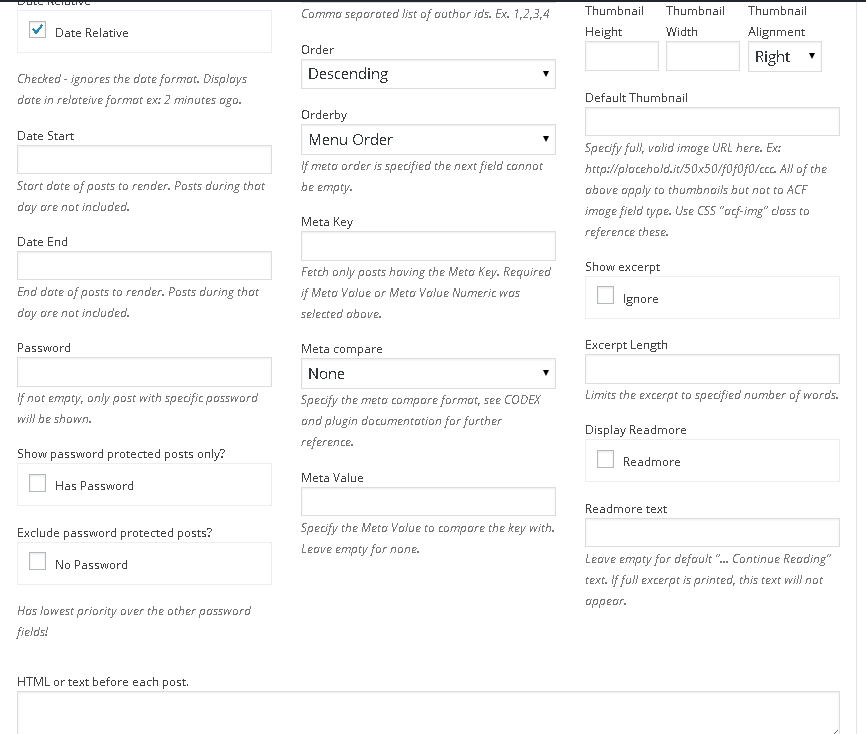 Date Relative
Date Relative
Checked - ignores the date format. Displays
date in relateive format ex: 2 minutes ago.
Date Start
Start date of posts to render. Posts during that
day are not included.
Date End
End date of posts to render. Posts during that
day are not included.
Password
If not empty, only post with specific password
will be shown.
Show password protected posts only?
Has Password
Exclude password protected posts?
No Password
Has lowest priority over the other password
fields!
Comma separated list of author ids. Ex. 1,2,3,4
Order
Descending
Orderby
Menu Order
If meta order is specified the next field cannot
be empty.
Meta Key
Fetch only posts having the Meta Key. Required
if Meta Value or Meta Value Numeric was
selected above.
Meta compare
None
Specify the meta compare format, see CODEX
and plugin documentation for further
reference.
Meta Value
Specify the Meta Value to compare the key with.
Leave empty for none.
Thumbnail
Height
Thumbnail
Width
Thumbnail
Alignment
Right
Default Thumbnail
Specify full, valid image URL here. Ex:
http://placehold.it/50x50/f0f0f0/ccc. All of the
above apply to thumbnails but not to ACF
image field type. Use CSS "acf-img" class to
reference these.
Show excerpt
Ignore
Excerpt Length
Limits the excerpt to specified number of words.
Display Readmore
Readmore
Readmore text
Leave empty for default "... Continue Reading"
text. If full excerpt is printed, this text will not
appear.
HTML or text before each post.